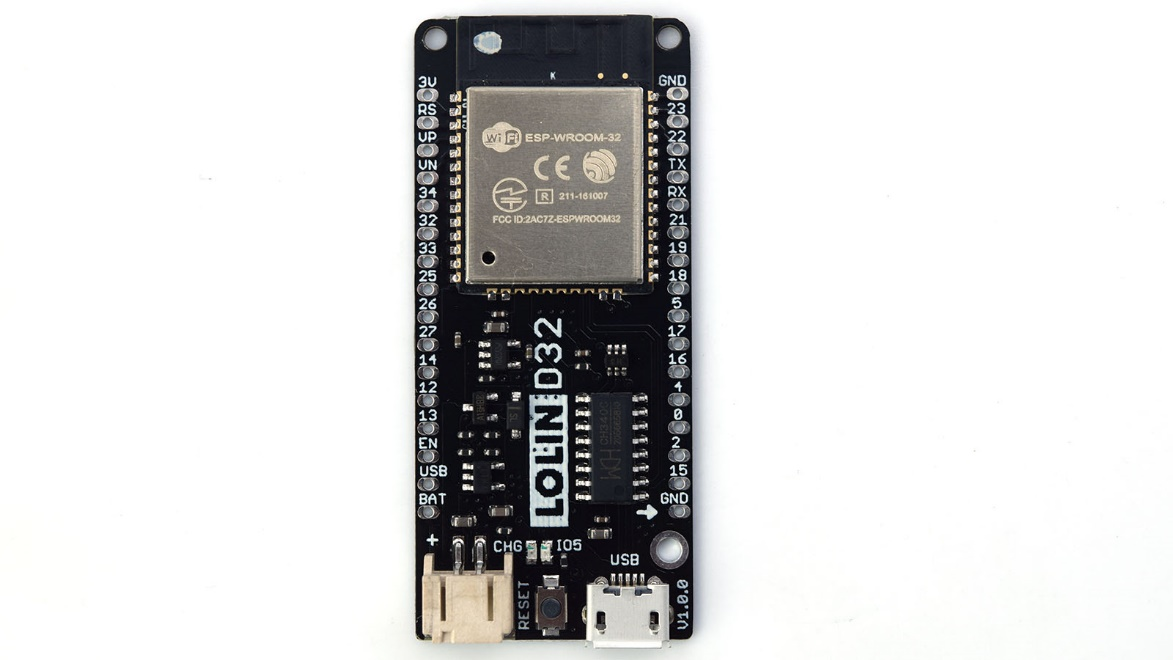 K
3V
RS
VP
VN
34
32
33
25
26
27
14
12
13
EN
USB
BAT
+
GND
23
22
TX
RX
21
19
18
5
17
16
4
0
2
15
GND
WiFi ESP-WROOM-32
CE
R 211-161007
FCC ID:2AC7Z-ESPWROOM32
LOLIN D32
CHG
IO5
USB
RESET
V1.0.0